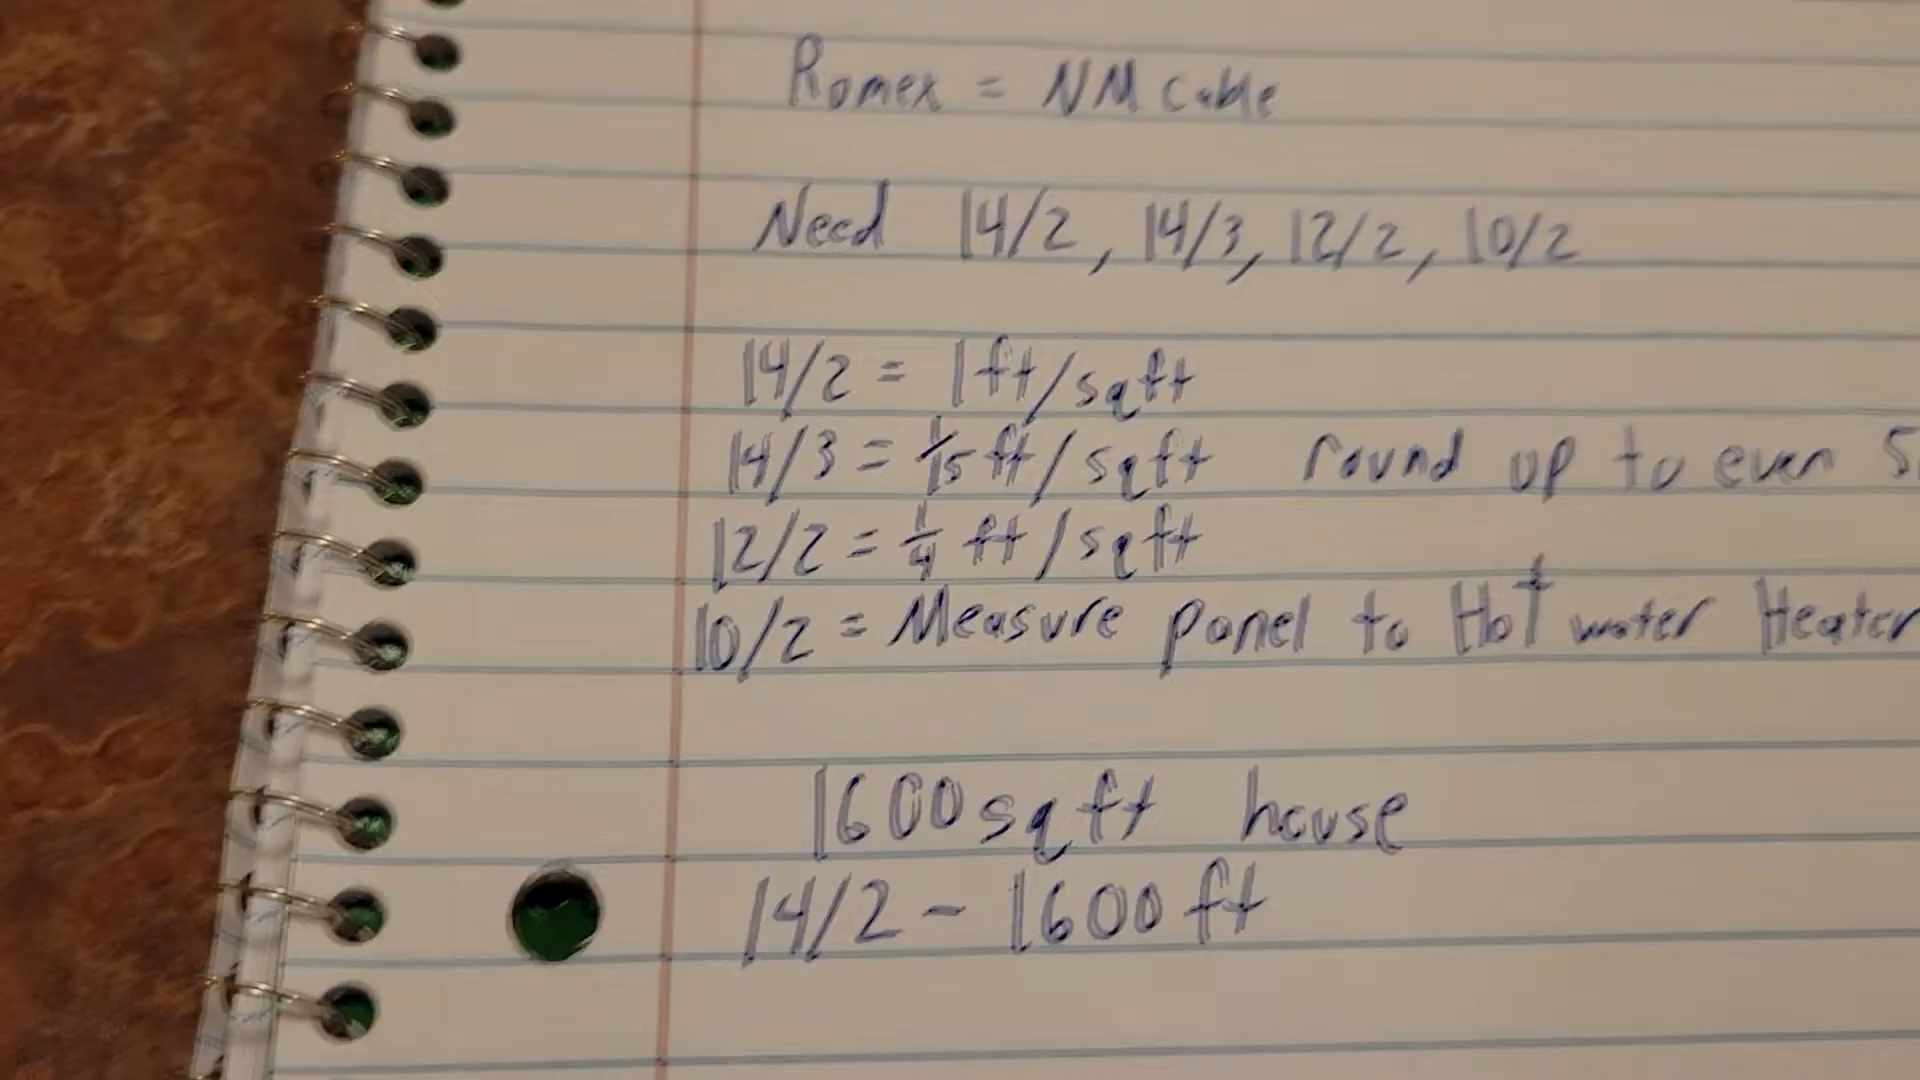 Romex = NM cable
Need 14/2, 14/3, 12/2, 10/2
14/2 = 1ft/sqft
14/3 = 1/15 ft/sqft round up to even
12/2 = 1/4 ft/sqft
10/2 = Measure panel to Hot water Heater
1600 sqft house
14/2 - 1600 ft